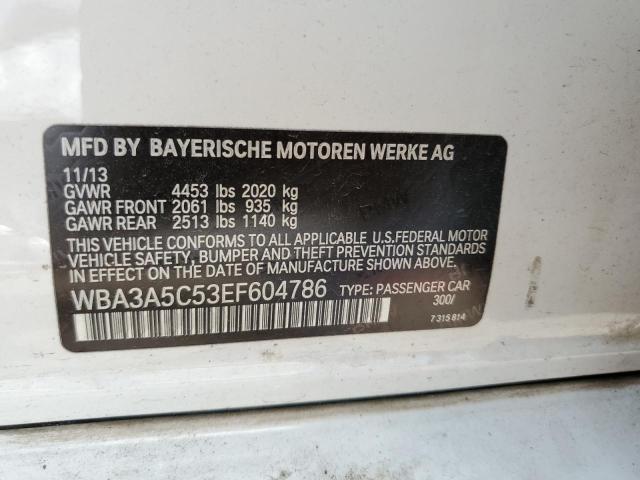 MFD BY BAYERISCHE MOTOREN WERKE AG
11/13
GVWR 4453 lbs 2020 kg
GAWR FRONT 2061 lbs 935 kg
GAWR REAR 2513 lbs 1140 kg
THIS VEHICLE CONFORMS TO ALL APPLICABLE U.S.FEDERAL MOTOR
VEHICLE SAFETY, BUMPER AND THEFT PREVENTION STANDARDS
IN EFFECT ON THE DATE OF MANUFACTURE SHOWN ABOVE.
WBA3A5C53EF604786 TYPE: PASSENGER CAR
300/
7315814